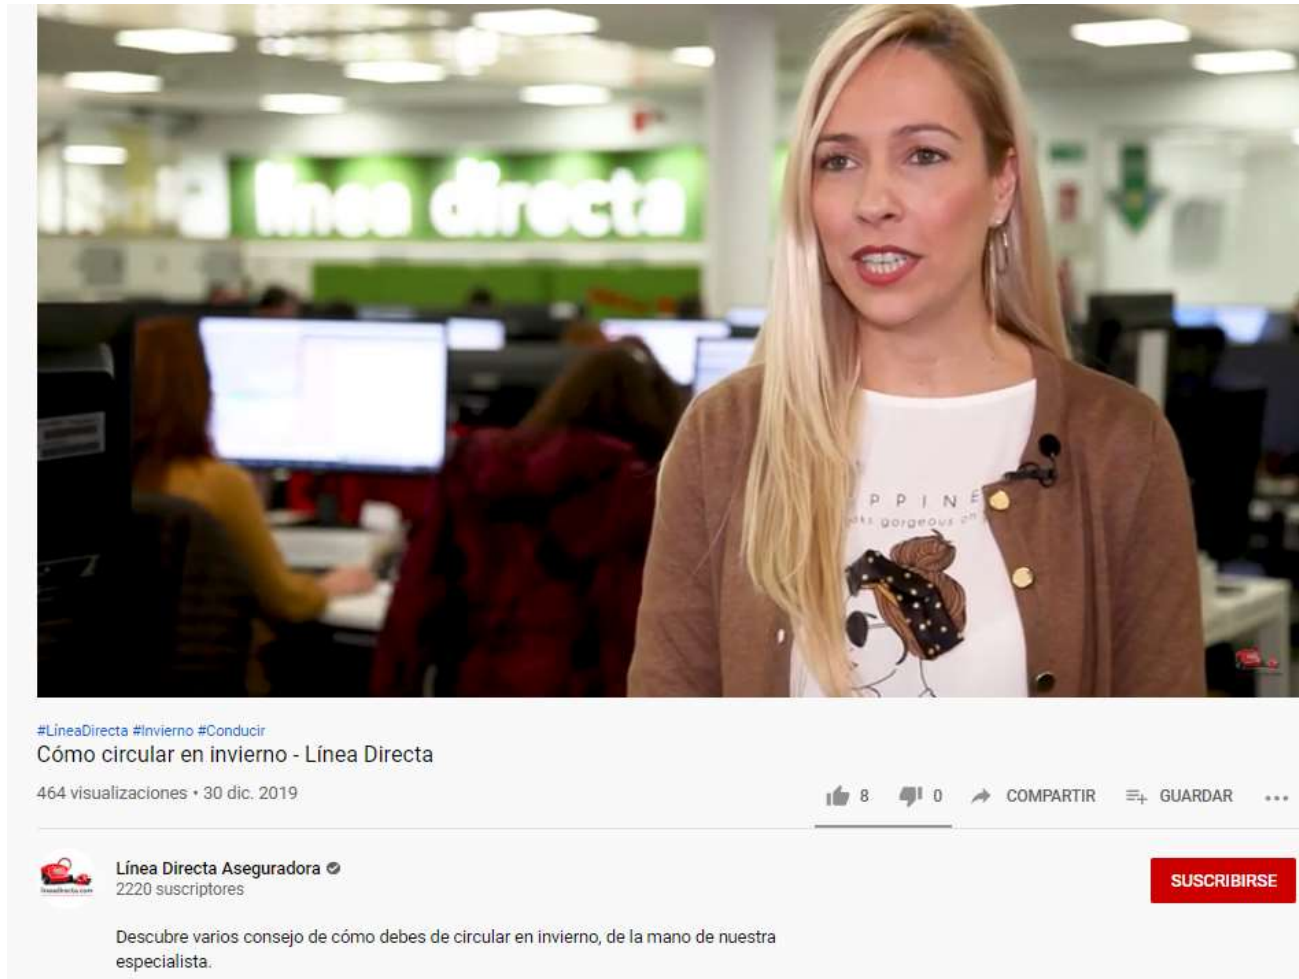 línea directa
PPINE
gorgeous on
#LíneaDirecta #Invierno #Conducir
Cómo circular en invierno - Línea Directa
464 visualizaciones • 30 dic. 2019
8 0 COMPARTIR GUARDAR
Línea Directa Aseguradora
2220 suscriptores
SUSCRIBIRSE
Descubre varios consejo de cómo debes de circular en invierno, de la mano de nuestra
especialista.